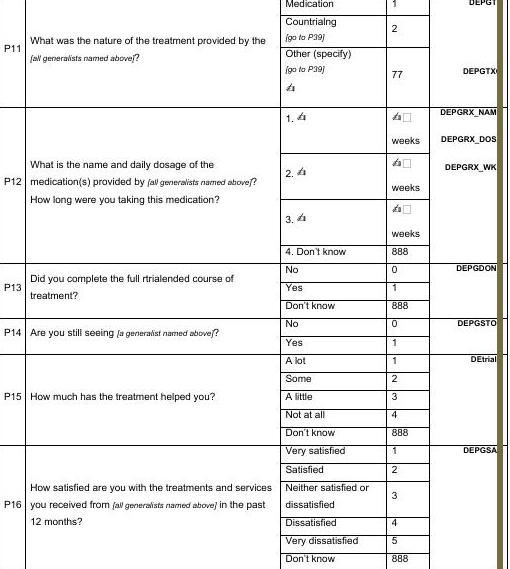 Medication 1 DEPGT
P11 What was the nature of the treatment provided by the
[all generalists named above]?
Countrialng
[go to P39] 2
Other (specify)
[go to P39] 77 DEPGTX
P12 What is the name and daily dosage of the
medication(s) provided by [all generalists named above]?
How long were you taking this medication?
1. DEPGRX_NAM
weeks DEPGRX_DOS
2. DEPGRX_WK
weeks
3.
weeks
4. Don't know 888
P13 Did you complete the full rtrialended course of
treatment?
No 0 DEPGDON
Yes 1
Don't know 888
P14 Are you still seeing [a generalist named above]?
No 0 DEPGSTO
Yes 1
P15 How much has the treatment helped you?
A lot 1 DEtrial
Some 2
A little 3
Not at all 4
Don't know 888
P16 How satisfied are you with the treatments and services
you received from [all generalists named above] in the past
12 months?
Very satisfied 1 DEPGSA
Satisfied 2
Neither satisfied or
dissatisfied 3
Dissatisfied 4
Very dissatisfied 5
Don't know 888